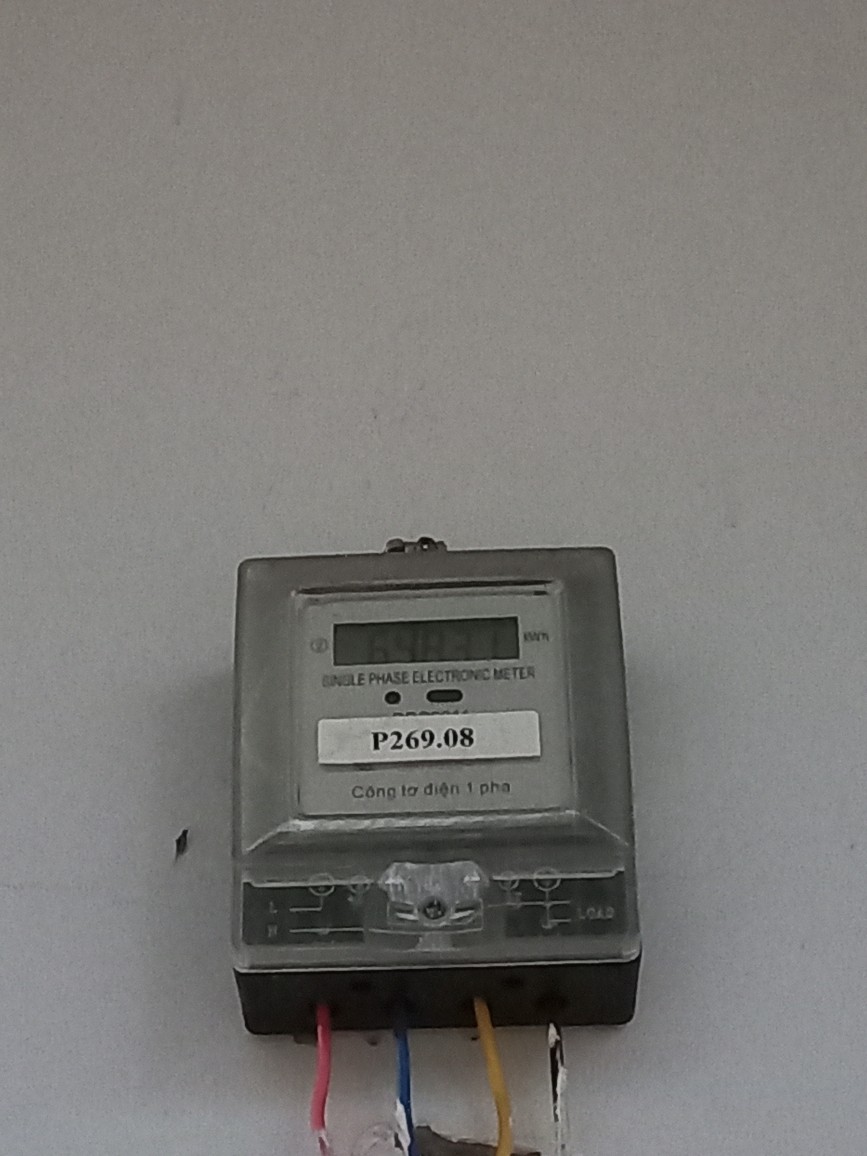 kWh
SINGLE PHASE ELECTRONIC METER
P269.08
Công tơ điện 1 pha
L
N
LOAD